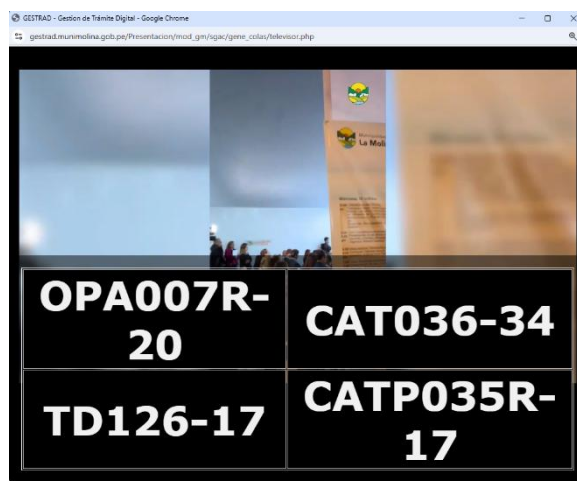 GESTRAD - Gestion de Trámite Digital - Google Chrome
gestrad.munimolina.gob.pe/Presentacion/mod_gm/sgac/gene_colas/televisor.php
La Moli
OPA007R-
20
CAT036-34
TD126-17
CATP035R-
17